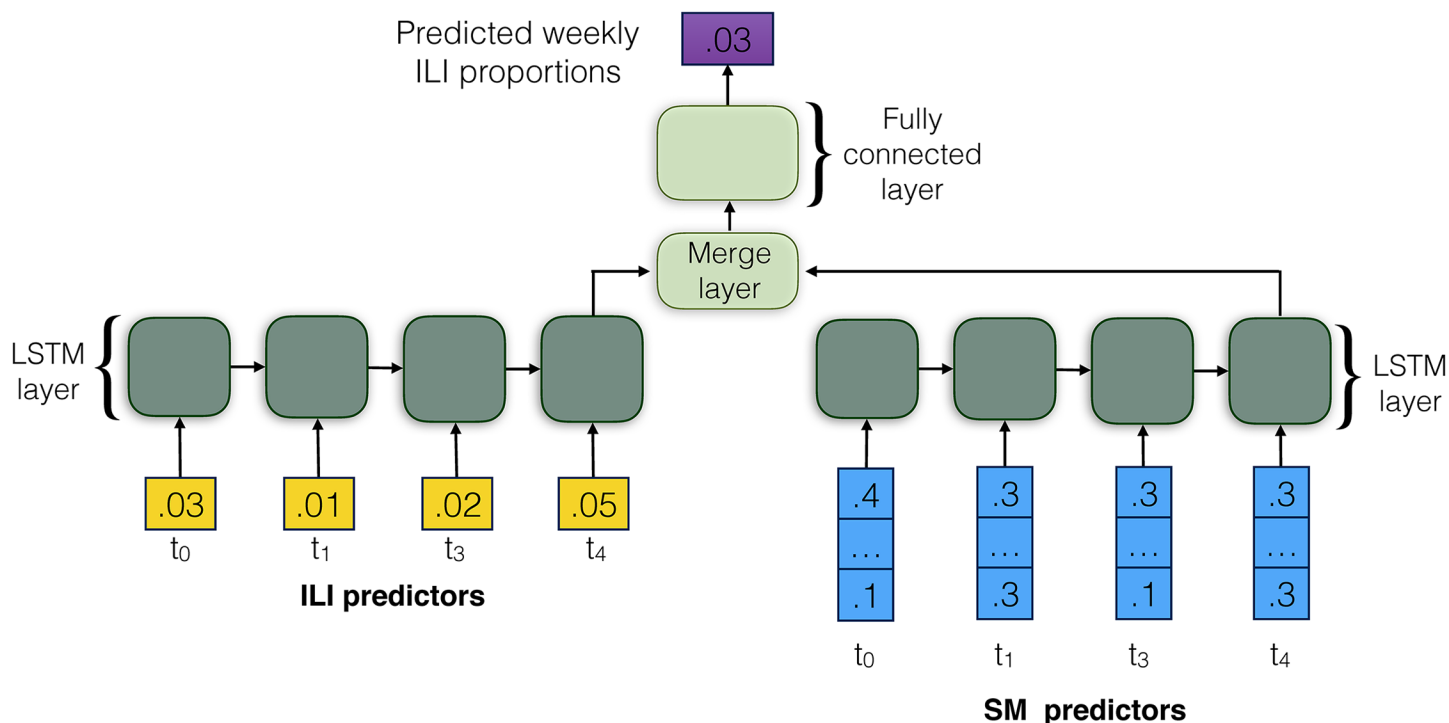 Predicted weekly
ILI proportions
.03
Fully
connected
layer
Merge
layer
LSTM
layer
LSTM
layer
.03 .01 .02 .05
t₀ t₁ t₃ t₄
ILI predictors
.4 .3 .3 .3
... ... ... ...
.1 .3 .1 .3
t₀ t₁ t₃ t₄
SM predictors